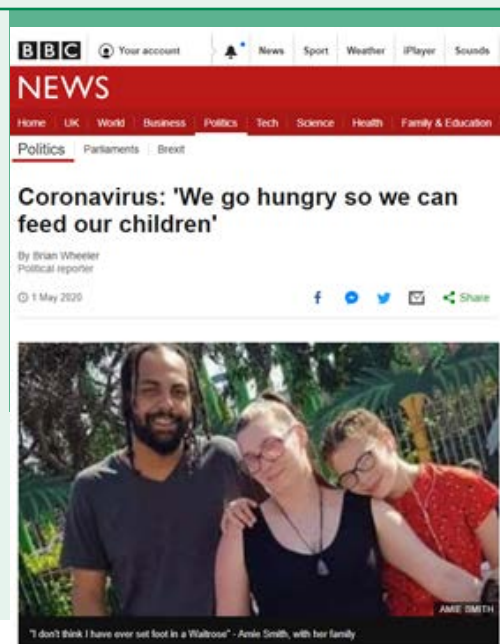 BBC Your account News Sport Weather iPlayer Sounds
NEWS
Home UK World Business Politics Tech Science Health Family & Education
Politics Parliaments Brexit
Coronavirus: 'We go hungry so we can
feed our children'
By Brian Wheeler
Political reporter
1 May 2020 f Share
AMIE SMITH
"I don't think I have ever set foot in a Waitrose" - Amie Smith, with her family